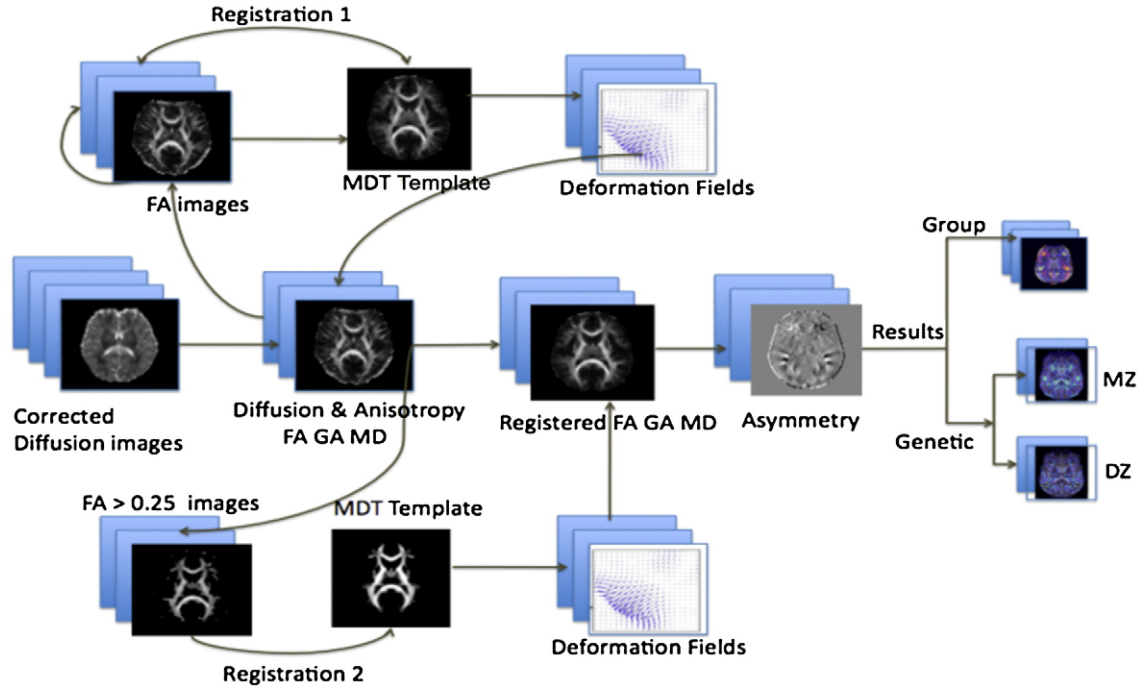 Registration 1
FA images
MDT Template
Deformation Fields
Corrected
Diffusion images
Diffusion & Anisotropy
FA GA MD
Registered FA GA MD
Asymmetry
Results
Group
Genetic
MZ
DZ
FA > 0.25 images
MDT Template
Deformation Fields
Registration 2